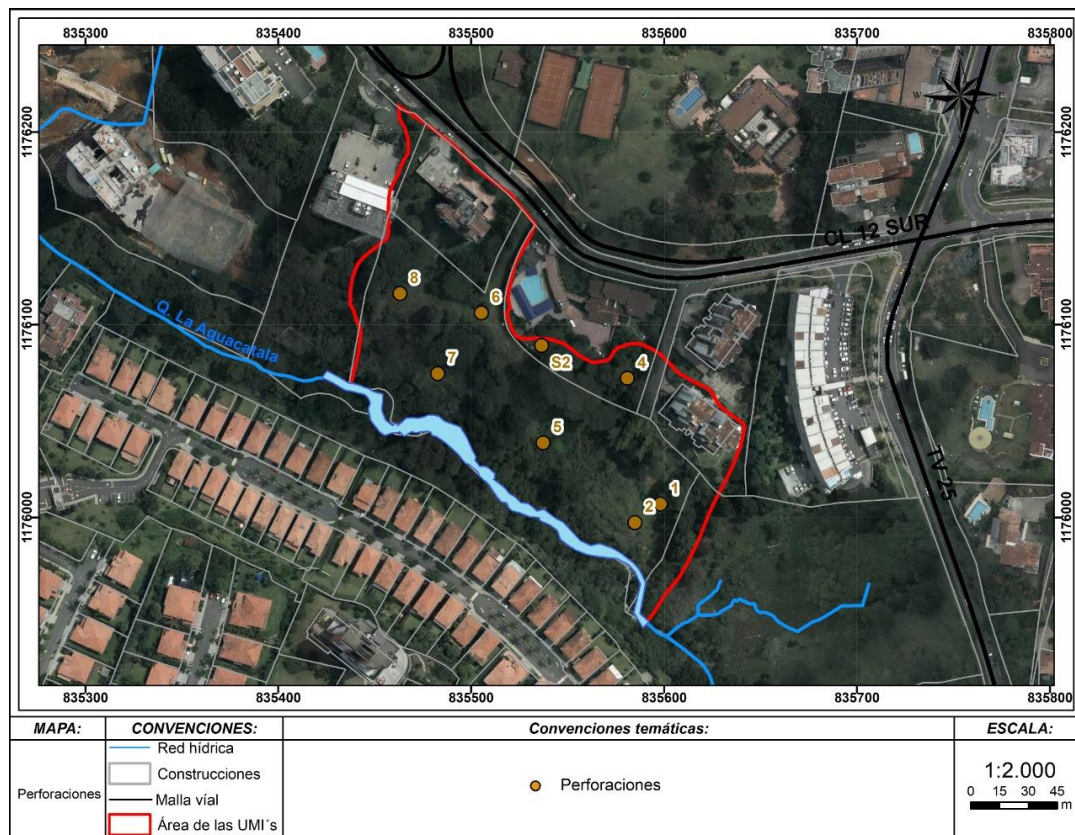 835300 835400 835500 835600 835700 835800
1176200 1176200
N
W E
S
CL 12 SUR
8
6
1176100 1176100
Q. La Aguacatala
S2
4
7
5
1
2
1176000 1176000
TV 25
835300 835400 835500 835600 835700 835800
MAPA: CONVENCIONES: Convenciones temáticas: ESCALA:
Perforaciones
Red hídrica
Construcciones
Malla víal
Área de las UMI´s
Perforaciones
1:2.000
0 15 30 45
m